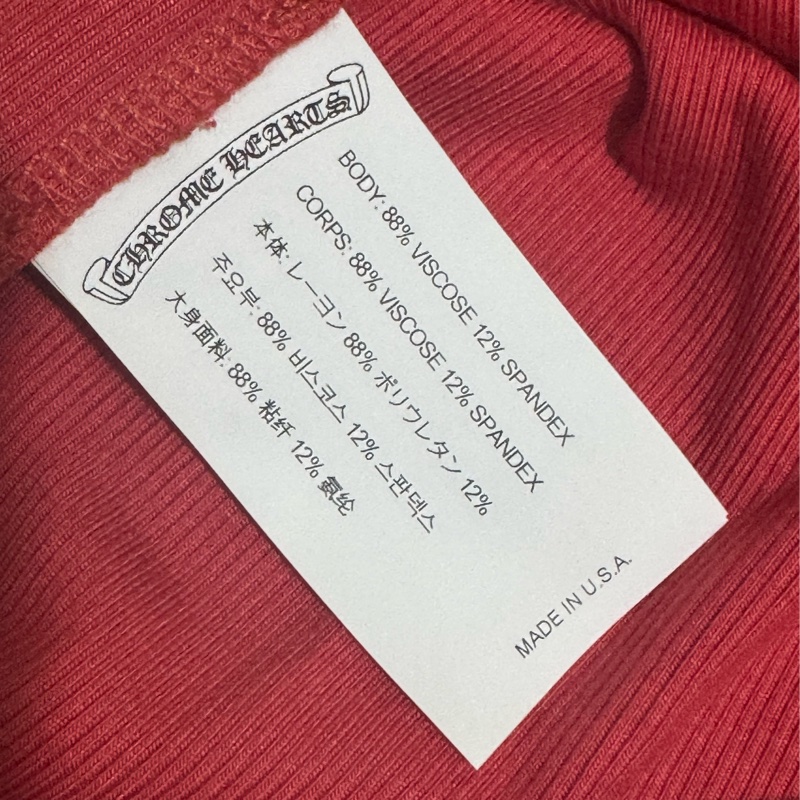 CHROME HEARTS
BODY: 88% VISCOSE 12% SPANDEX
CORPS: 88% VISCOSE 12% SPANDEX
本体: レーヨン 88% ポリウレタン 12%
주요부: 88% 비스코스 12% 스판덱스
大身面料: 88% 粘纤 12% 氨纶
MADE IN U.S.A.